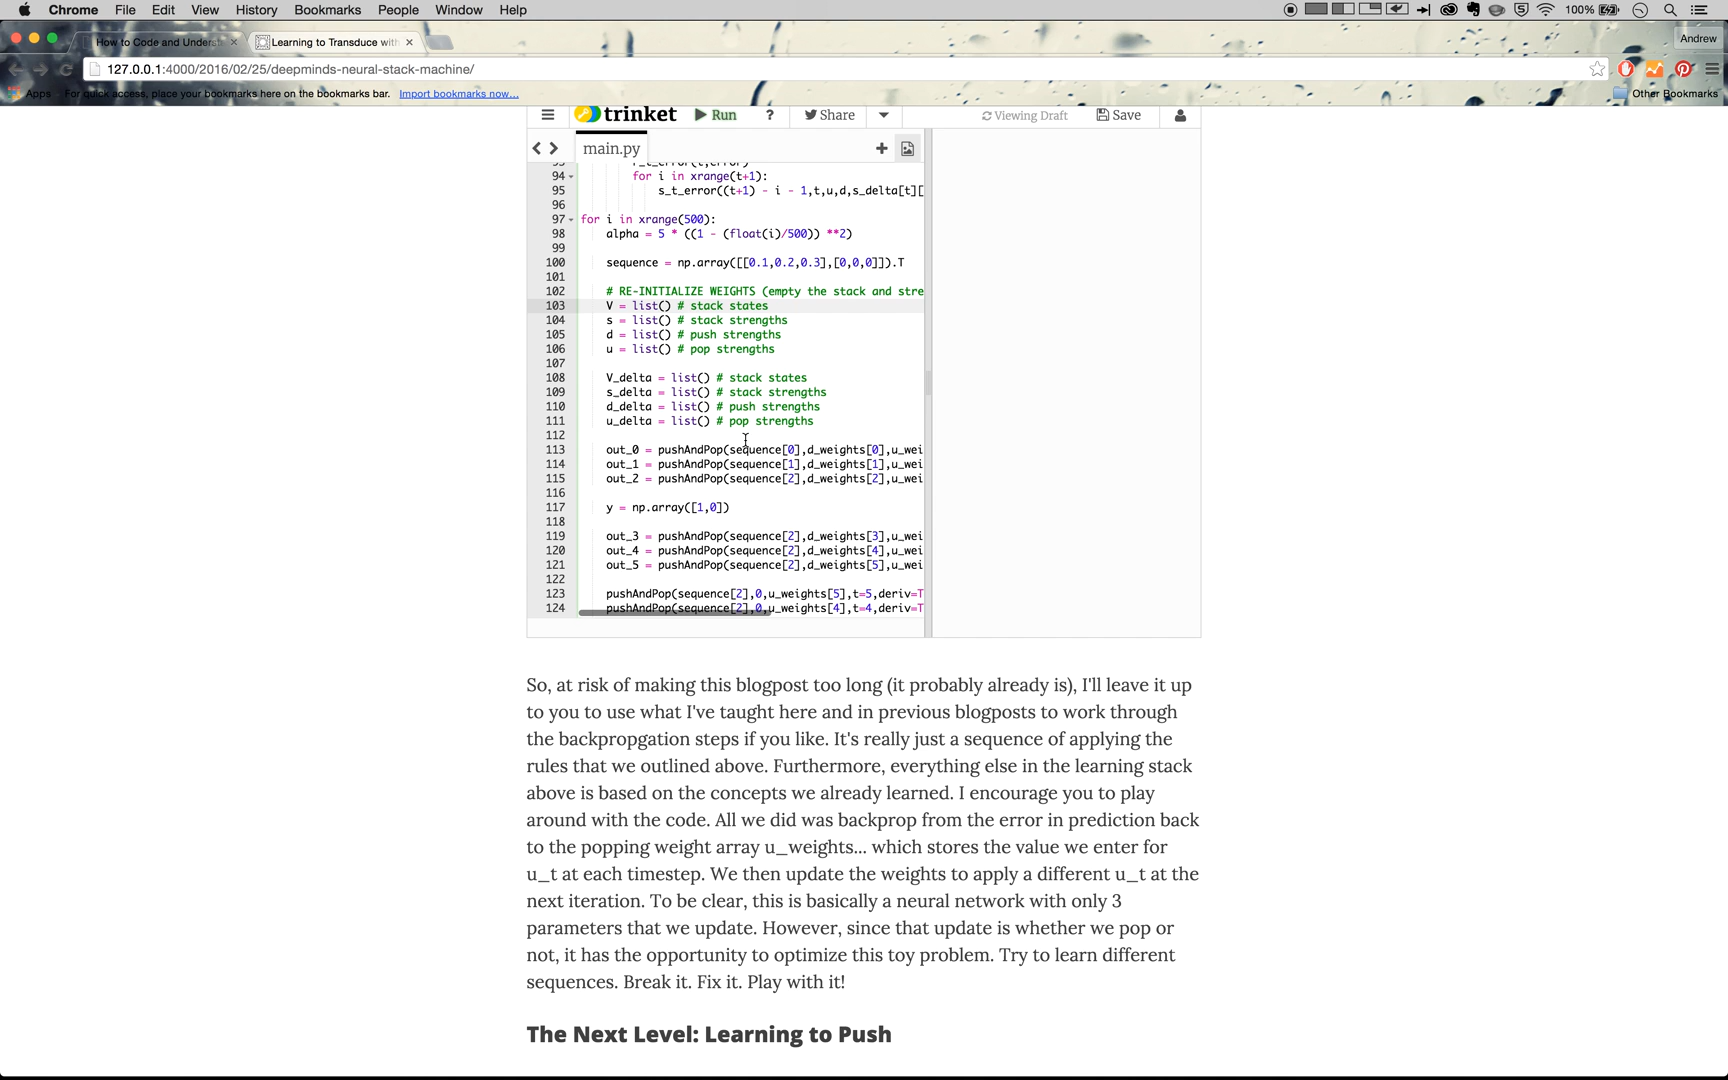 Chrome File Edit View History Bookmarks People Window Help 100%
How to Code and Underst
Learning to Transduce with
Andrew
127.0.0.1:4000/2016/02/25/deepminds-neural-stack-machine/
Apps For quick access, place your bookmarks here on the bookmarks bar. Import bookmarks now... Other Bookmarks
trinket Run ? Share Viewing Draft Save
main.py
94 for i in xrange(t+1):
95 s_t_error((t+1) - i - 1,t,u,d,s_delta[t][
96
97 for i in xrange(500):
98 alpha = 5 * ((1 - (float(i)/500)) **2)
99
100 sequence = np.array([[0.1,0.2,0.3],[0,0,0]]).T
101
102 # RE-INITIALIZE WEIGHTS (empty the stack and stre
103 V = list() # stack states
104 s = list() # stack strengths
105 d = list() # push strengths
106 u = list() # pop strengths
107
108 V_delta = list() # stack states
109 s_delta = list() # stack strengths
110 d_delta = list() # push strengths
111 u_delta = list() # pop strengths
112
113 out_0 = pushAndPop(sequence[0],d_weights[0],u_wei
114 out_1 = pushAndPop(sequence[1],d_weights[1],u_wei
115 out_2 = pushAndPop(sequence[2],d_weights[2],u_wei
116
117 y = np.array([1,0])
118
119 out_3 = pushAndPop(sequence[2],d_weights[3],u_wei
120 out_4 = pushAndPop(sequence[2],d_weights[4],u_wei
121 out_5 = pushAndPop(sequence[2],d_weights[5],u_wei
122
123 pushAndPop(sequence[2],0,u_weights[5],t=5,deriv=T
124 pushAndPop(sequence[2],0,u_weights[4],t=4,deriv=T
So, at risk of making this blogpost too long (it probably already is), I'll leave it up
to you to use what I've taught here and in previous blogposts to work through
the backpropgation steps if you like. It's really just a sequence of applying the
rules that we outlined above. Furthermore, everything else in the learning stack
above is based on the concepts we already learned. I encourage you to play
around with the code. All we did was backprop from the error in prediction back
to the popping weight array u_weights... which stores the value we enter for
u_t at each timestep. We then update the weights to apply a different u_t at the
next iteration. To be clear, this is basically a neural network with only 3
parameters that we update. However, since that update is whether we pop or
not, it has the opportunity to optimize this toy problem. Try to learn different
sequences. Break it. Fix it. Play with it!
The Next Level: Learning to Push